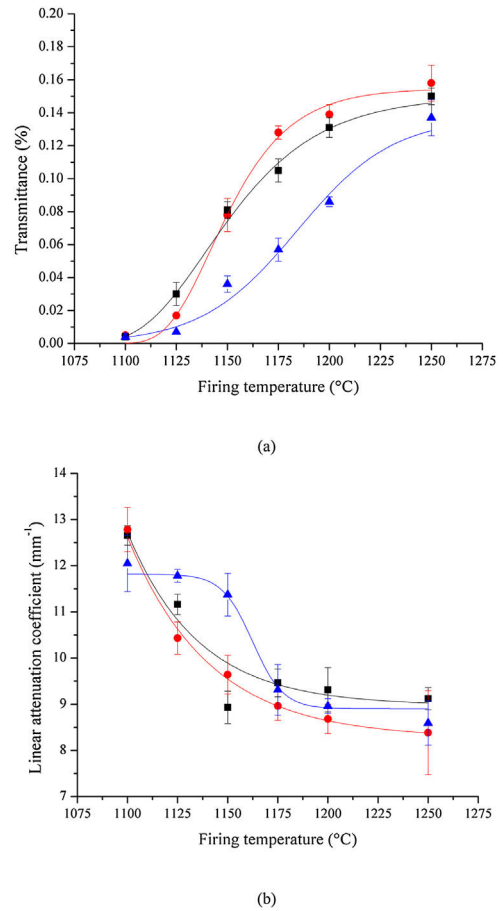 0.20
0.18
0.16
0.14
0.12
0.10
0.08
0.06
0.04
0.02
0.00
Transmittance (%)
1075 1100 1125 1150 1175 1200 1225 1250 1275
Firing temperature (°C)
(a)
14
13
12
11
10
9
8
7
Linear attenuation coefficient (mm⁻¹)
1075 1100 1125 1150 1175 1200 1225 1250 1275
Firing temperature (°C)
(b)